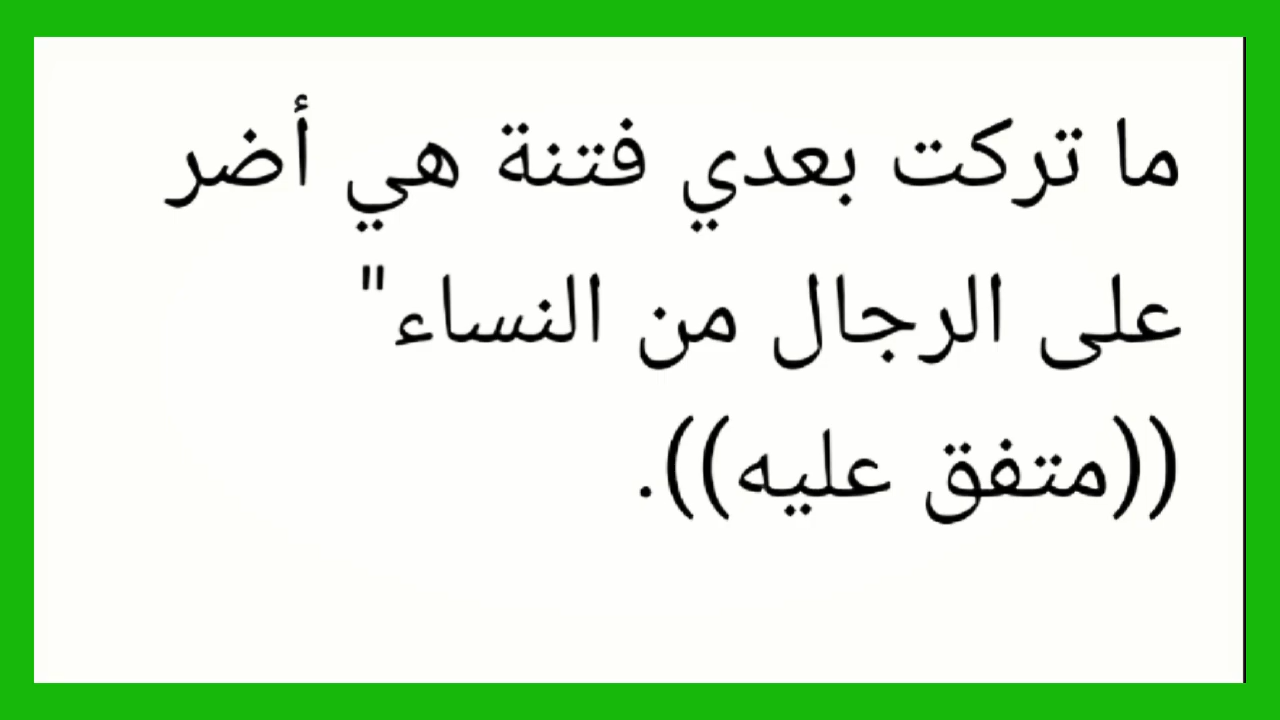 ما تركت بعدي فتنة هي أضر
على الرجال من النساء"
((متفق عليه)).